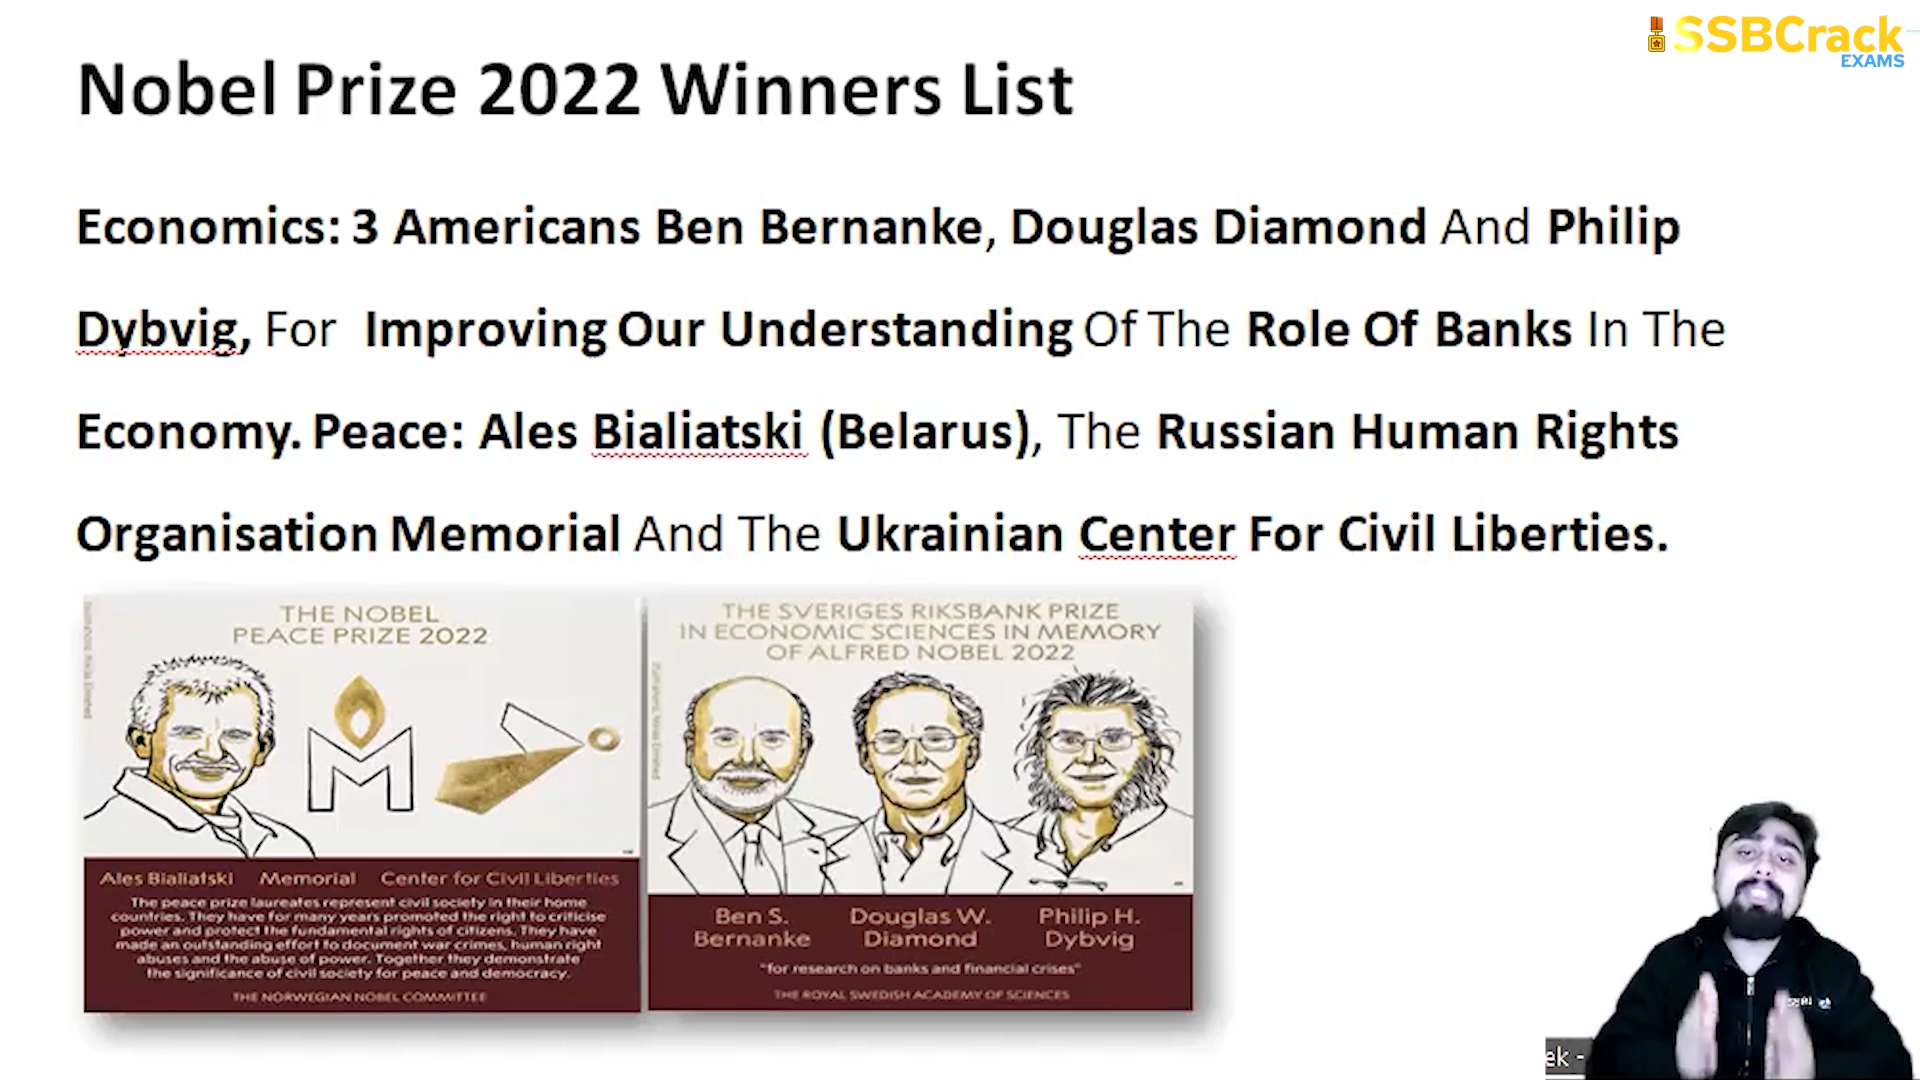 SSBCrack
EXAMS
Nobel Prize 2022 Winners List
Economics: 3 Americans Ben Bernanke, Douglas Diamond And Philip
Dybvig, For Improving Our Understanding Of The Role Of Banks In The
Economy. Peace: Ales Bialiatski (Belarus), The Russian Human Rights
Organisation Memorial And The Ukrainian Center For Civil Liberties.
THE NOBEL
PEACE PRIZE 2022
Ales Bialiatski Memorial Center for Civil Liberties
The peace prize laureates represent civil society in their home
countries. They have for many years promoted the right to criticise
power and protect the fundamental rights of citizens. They have
made an outstanding effort to document war crimes, human right
abuses and the abuse of power. Together they demonstrate
the significance of civil society for peace and democracy.
THE NORWEGIAN NOBEL COMMITTEE
THE SVERIGES RIKSBANK PRIZE
IN ECONOMIC SCIENCES IN MEMORY
OF ALFRED NOBEL 2022
Ben S.
Bernanke
Douglas W.
Diamond
Philip H.
Dybvig
"for research on banks and financial crises"
THE ROYAL SWEDISH ACADEMY OF SCIENCES
ek -